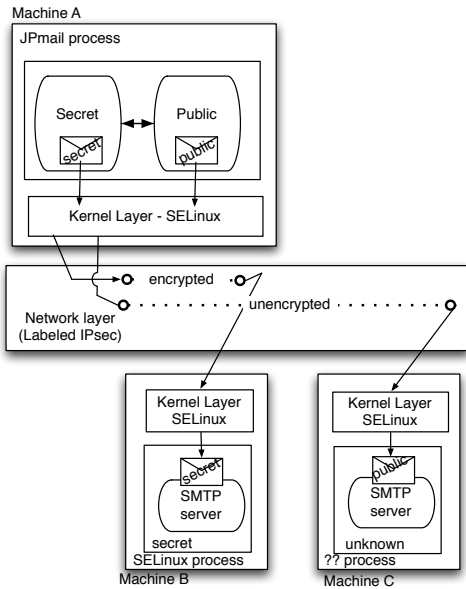 Machine A
JPmail process
Secret
Public
secret
public
Kernel Layer - SELinux
encrypted
unencrypted
Network layer
(Labeled IPsec)
Kernel Layer
SELinux
secret
SMTP
server
secret
SELinux process
Machine B
Kernel Layer
SELinux
public
SMTP
server
unknown
?? process
Machine C